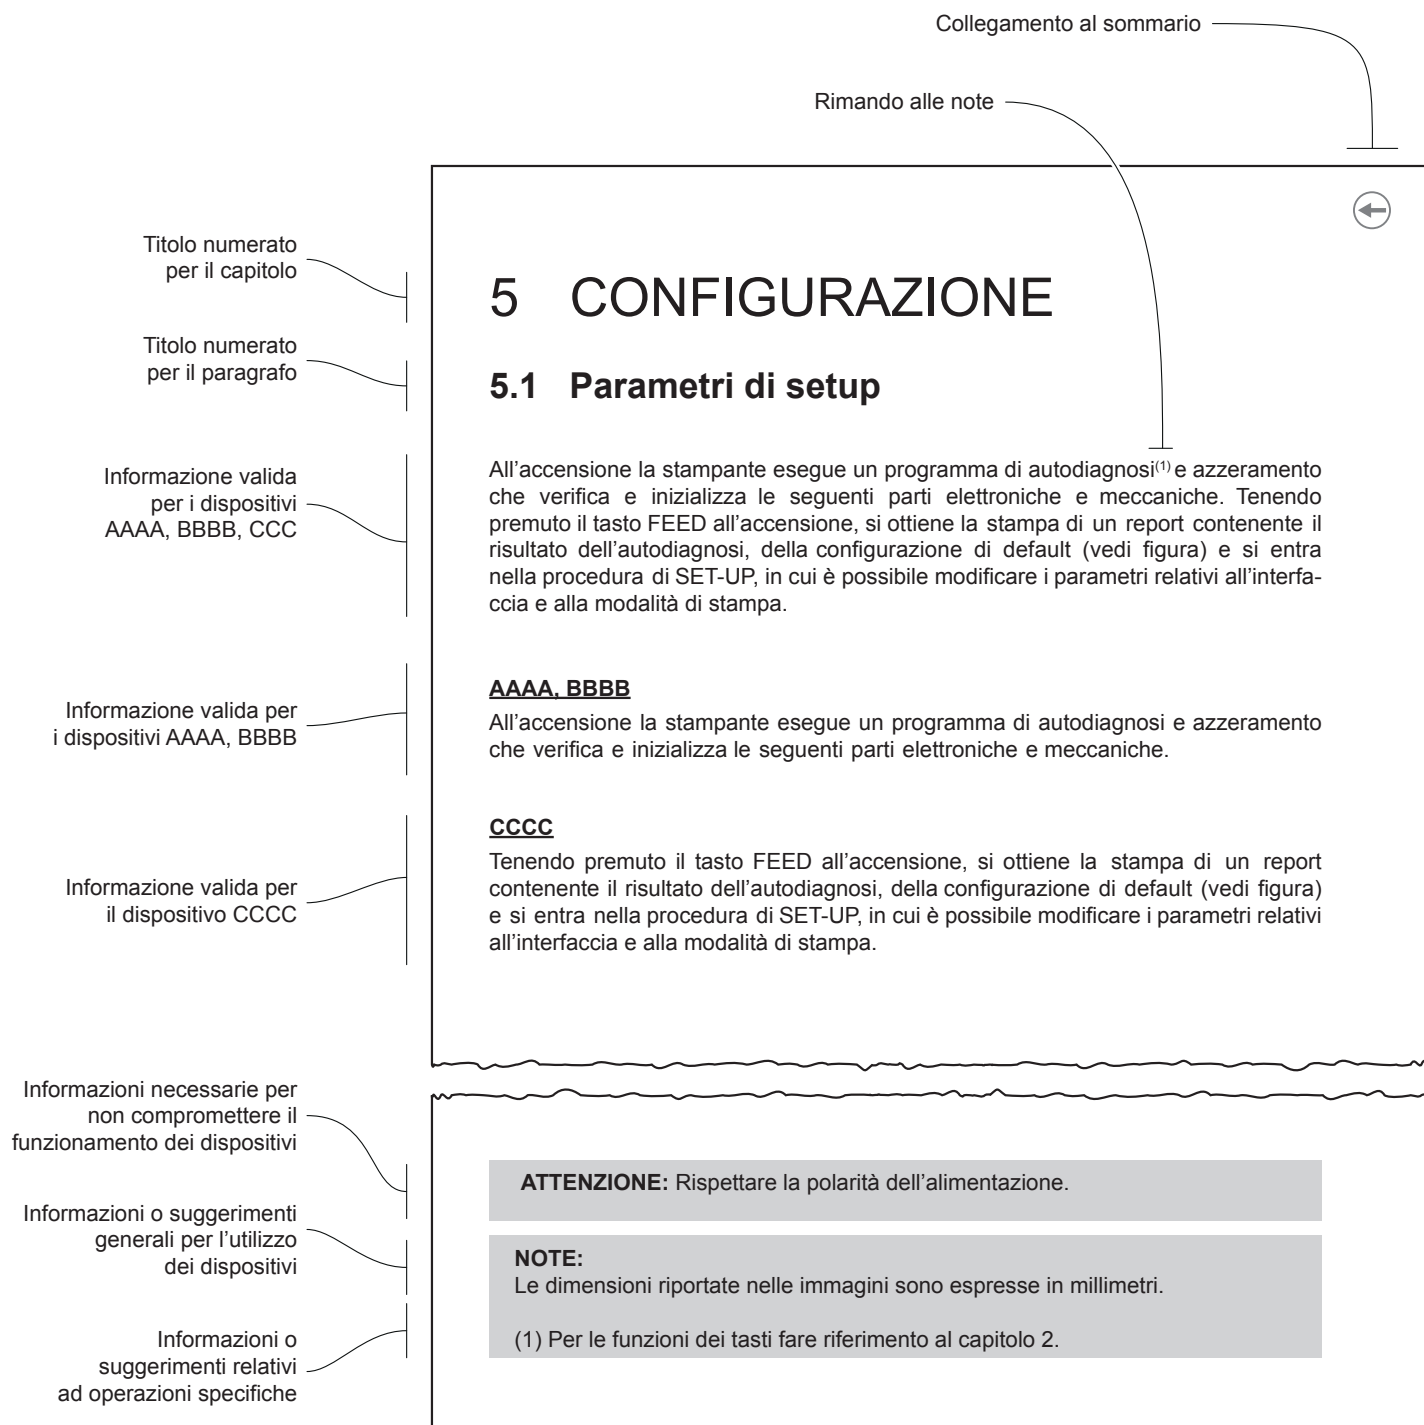 Collegamento al sommario
Rimando alle note
Titolo numerato
per il capitolo
5 CONFIGURAZIONE
Titolo numerato
per il paragrafo
5.1 Parametri di setup
Informazione valida
per i dispositivi
AAAA, BBBB, CCC
All’accensione la stampante esegue un programma di autodiagnosi(1) e azzeramento
che verifica e inizializza le seguenti parti elettroniche e meccaniche. Tenendo
premuto il tasto FEED all’accensione, si ottiene la stampa di un report contenente il
risultato dell’autodiagnosi, della configurazione di default (vedi figura) e si entra
nella procedura di SET-UP, in cui è possibile modificare i parametri relativi all’interfa-
ccia e alla modalità di stampa.
Informazione valida per
i dispositivi AAAA, BBBB
AAAA, BBBB
All’accensione la stampante esegue un programma di autodiagnosi e azzeramento
che verifica e inizializza le seguenti parti elettroniche e meccaniche.
Informazione valida per
il dispositivo CCCC
CCCC
Tenendo premuto il tasto FEED all’accensione, si ottiene la stampa di un report
contenente il risultato dell’autodiagnosi, della configurazione di default (vedi figura)
e si entra nella procedura di SET-UP, in cui è possibile modificare i parametri relativi
all’interfaccia e alla modalità di stampa.
Informazioni necessarie per
non compromettere il
funzionamento dei dispositivi
ATTENZIONE: Rispettare la polarità dell’alimentazione.
Informazioni o suggerimenti
generali per l’utilizzo
dei dispositivi
NOTE:
Le dimensioni riportate nelle immagini sono espresse in millimetri.
Informazioni o
suggerimenti relativi
ad operazioni specifiche
(1) Per le funzioni dei tasti fare riferimento al capitolo 2.